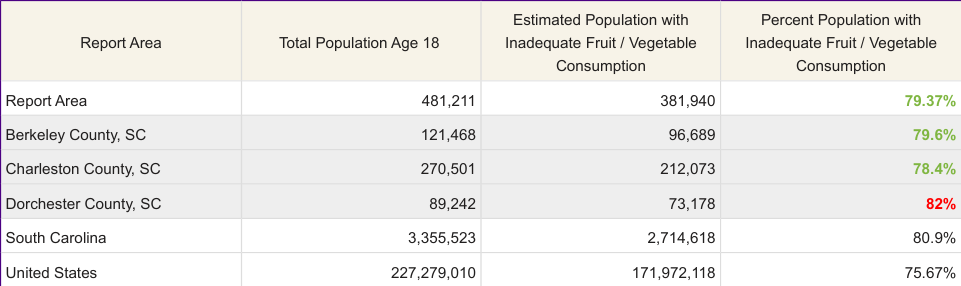 Report Area Total Population Age 18 Estimated Population with Inadequate Fruit / Vegetable Consumption Percent Population with Inadequate Fruit / Vegetable Consumption
Report Area 481,211 381,940 79.37%
Berkeley County, SC 121,468 96,689 79.6%
Charleston County, SC 270,501 212,073 78.4%
Dorchester County, SC 89,242 73,178 82%
South Carolina 3,355,523 2,714,618 80.9%
United States 227,279,010 171,972,118 75.67%